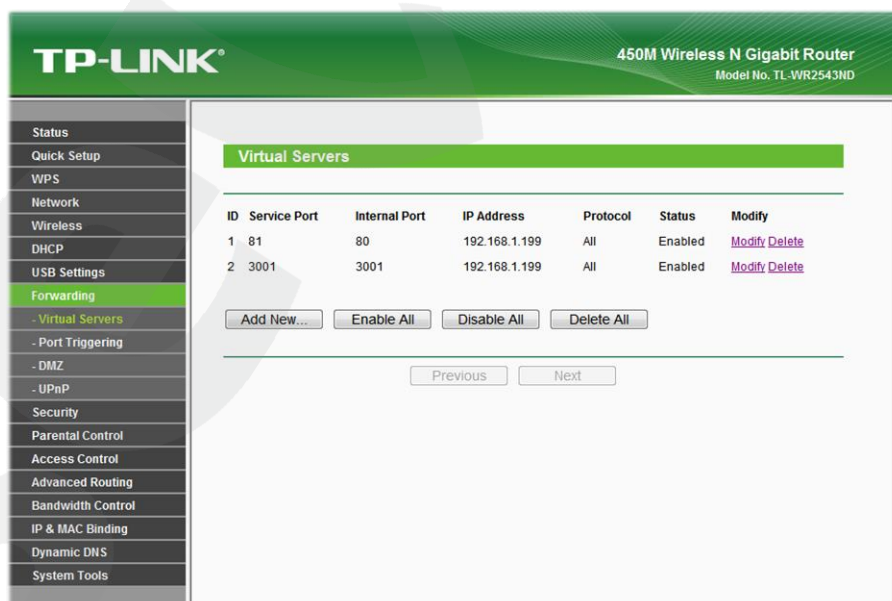 TP-LINK®
450M Wireless N Gigabit Router
Model No. TL-WR2543ND
Status
Quick Setup
WPS
Network
Wireless
DHCP
USB Settings
Forwarding
- Virtual Servers
- Port Triggering
- DMZ
- UPnP
Security
Parental Control
Access Control
Advanced Routing
Bandwidth Control
IP & MAC Binding
Dynamic DNS
System Tools
Virtual Servers
ID Service Port Internal Port IP Address Protocol Status Modify
1 81 80 192.168.1.199 All Enabled Modify Delete
2 3001 3001 192.168.1.199 All Enabled Modify Delete
Add New... Enable All Disable All Delete All
Previous Next